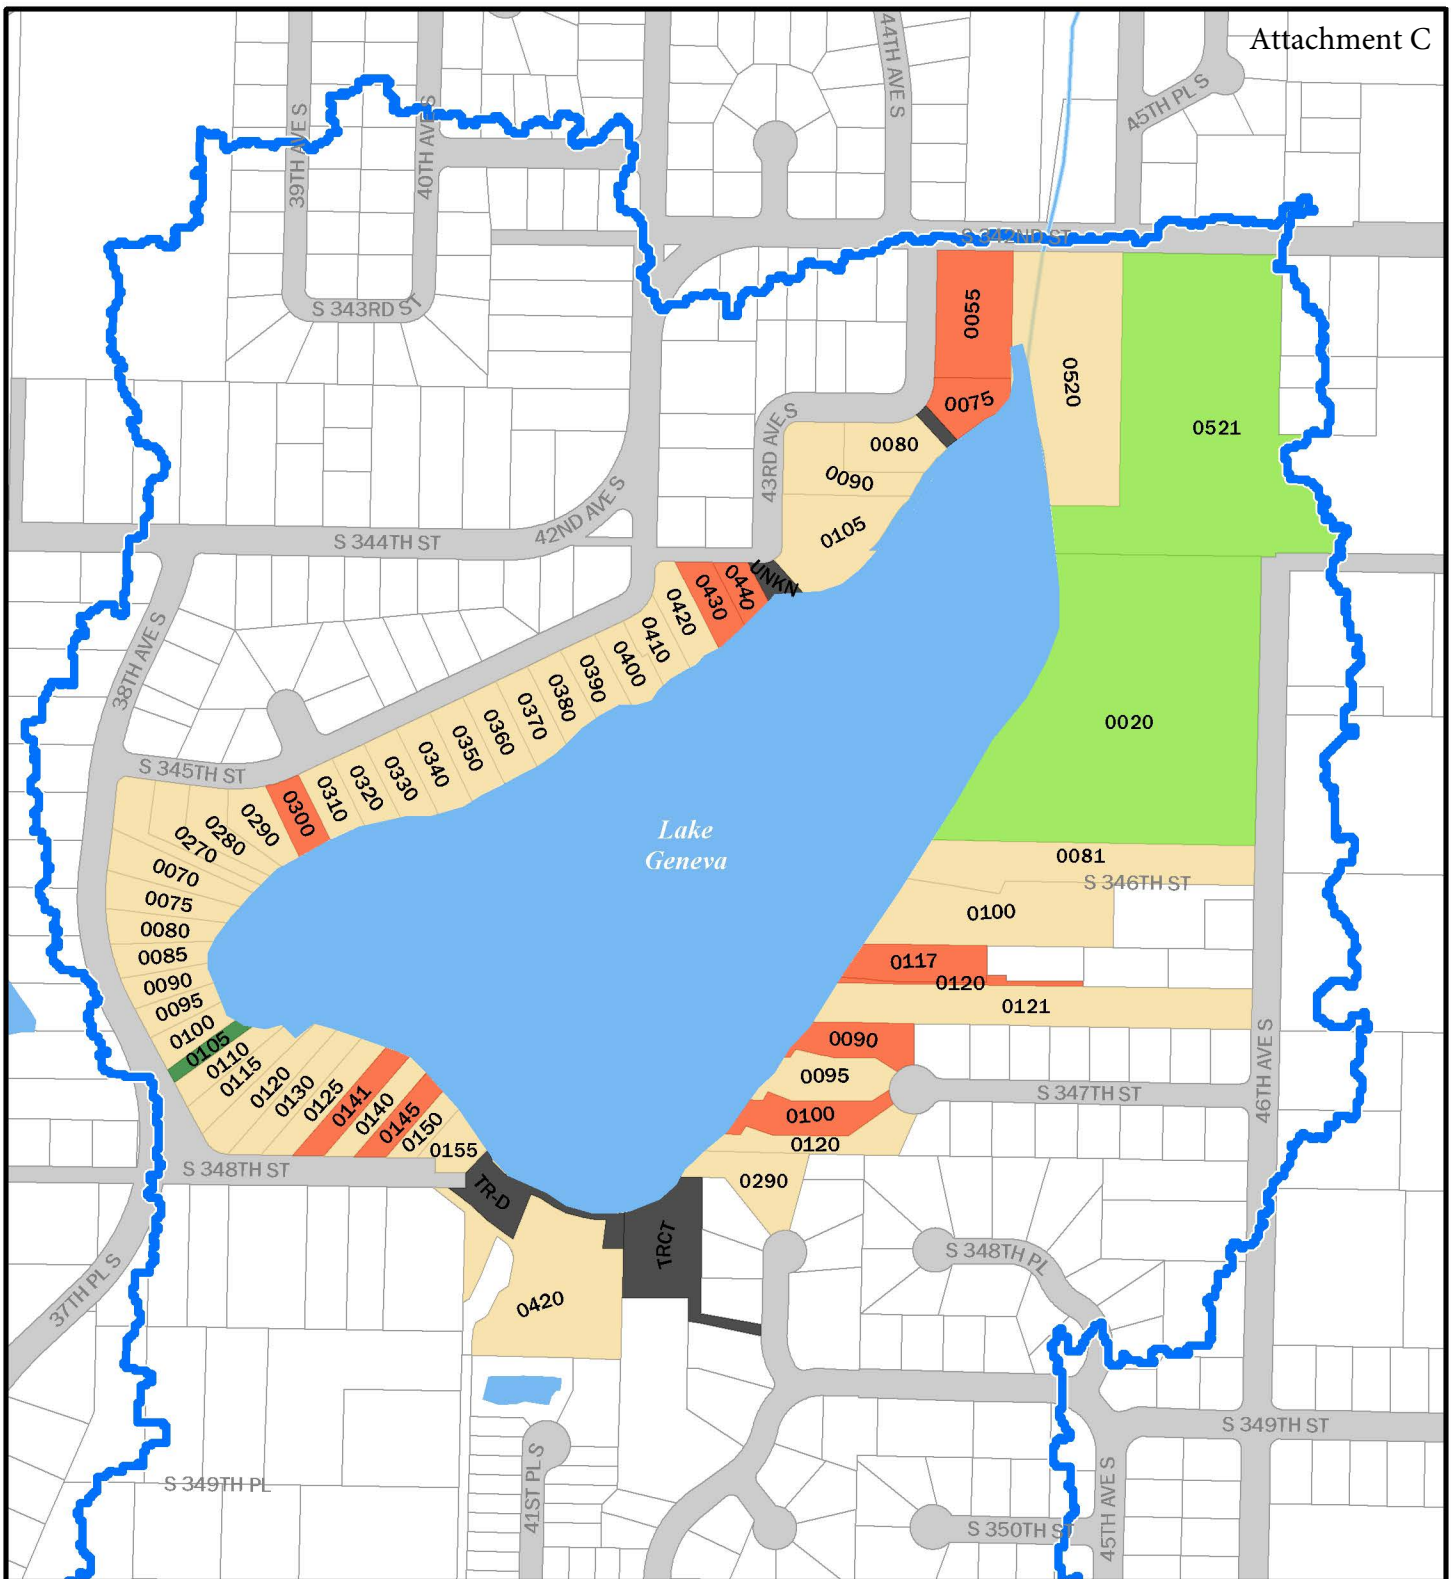 Attachment C
44TH AVE S
45TH PL S
39TH AVE S
40TH AVE S
S 342ND ST
S 343RD ST
0055
0075
0520
0521
43RD AVE S
0080
0090
0105
42ND AVE S
S 344TH ST
UNKN
0440
0430
0420
0410
0400
0390
0380
0370
0360
0350
0340
0330
0320
0310
0300
0290
0280
0270
38TH AVE S
S 345TH ST
0020
Lake
Geneva
0081
S 346TH ST
0100
0117
0120
0121
0070
0075
0080
0085
0090
0095
0100
0105
0110
0115
0120
0130
0125
0141
0140
0145
0150
0155
0090
0095
0100
0120
0290
S 347TH ST
46TH AVE S
S 348TH ST
TR-D
TRCT
0420
37TH PL S
S 348TH PL
S 349TH ST
S 349TH PL
41ST PL S
45TH AVE S
S 350TH ST